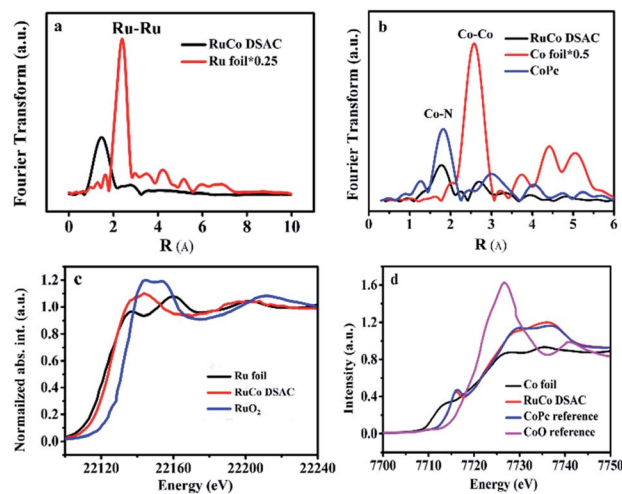 a
Ru-Ru
RuCo DSAC
Ru foil*0.25
Fourier Transform (a.u.)
0 2 4 6 8 10
R (Å)
b
Co-Co
RuCo DSAC
Co foil*0.5
CoPc
Co-N
Fourier Transform (a.u.)
0 1 2 3 4 5 6
R (Å)
c
1.4
1.2
1.0
0.8
0.6
0.4
0.2
0.0
Normanlized abs. int. (a.u.)
Ru foil
RuCo DSAC
RuO2
22120 22160 22200 22240
Energy (eV)
d
1.6
1.2
0.8
0.4
0.0
Intensity (a.u.)
Co foil
RuCo DSAC
CoPc reference
CoO reference
7700 7710 7720 7730 7740 7750
Energy (eV)